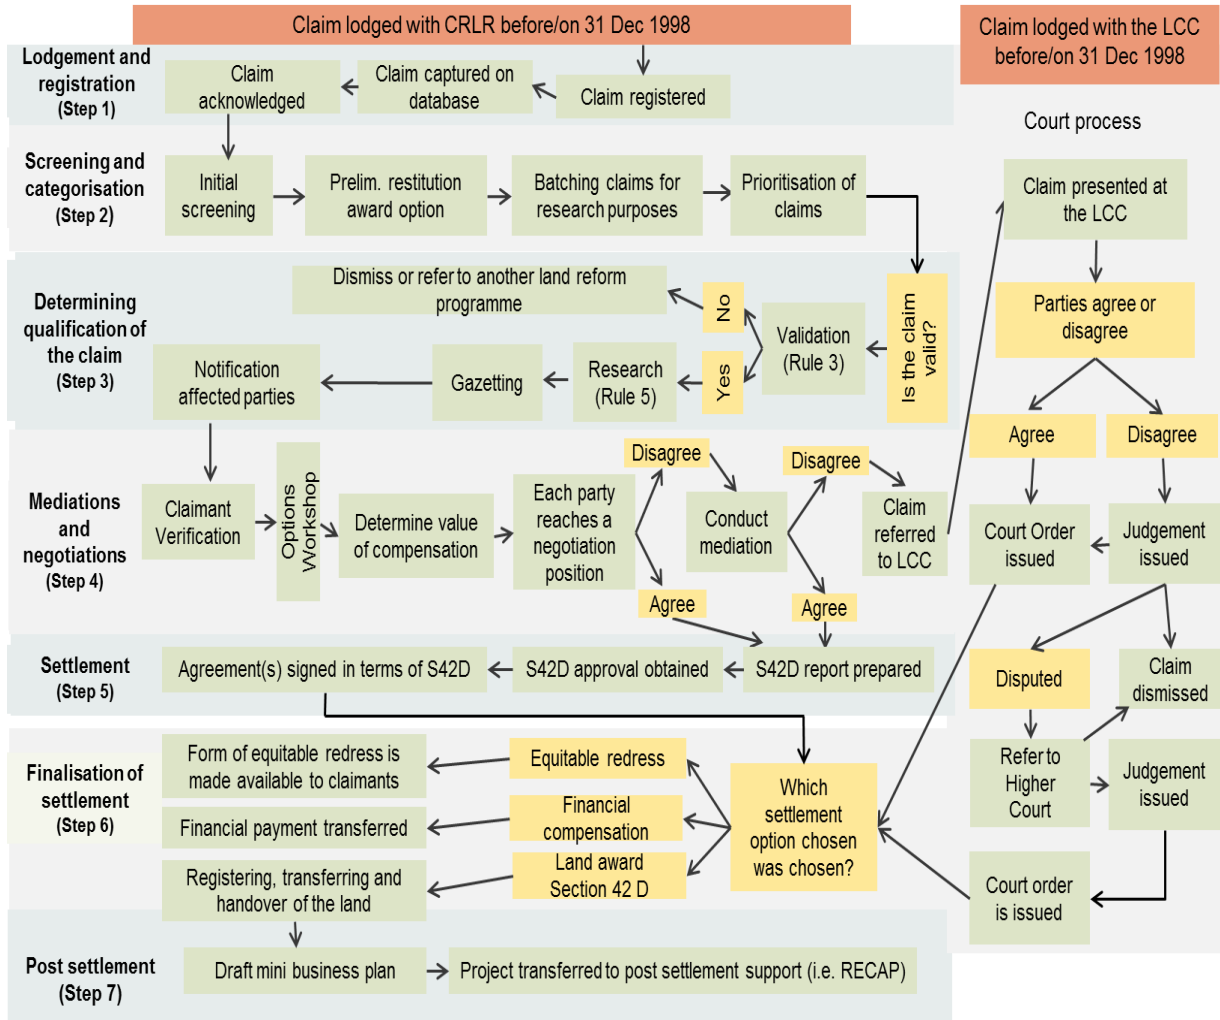 Claim lodged with CRLR before/on 31 Dec 1998
Claim lodged with the LCC
before/on 31 Dec 1998
Lodgement and
registration
(Step 1)
Claim
acknowledged
Claim captured on
database
Claim registered
Court process
Screening and
categorisation
(Step 2)
Initial
screening
Prelim. restitution
award option
Batching claims for
research purposes
Prioritisation of
claims
Claim presented at
the LCC
Determining
qualification of
the claim
(Step 3)
Dismiss or refer to another land reform
programme
No
Yes
Validation
(Rule 3)
Is the claim
valid?
Notification
affected parties
Gazetting
Research
(Rule 5)
Parties agree or
disagree
Agree
Disagree
Mediations
and
negotiations
(Step 4)
Claimant
Verification
Options
Workshop
Determine value
of compensation
Each party
reaches a
negotiation
position
Disagree
Agree
Conduct
mediation
Disagree
Agree
Claim
referred
to LCC
Court Order
issued
Judgement
issued
Settlement
(Step 5)
Agreement(s) signed in terms of S42D
S42D approval obtained
S42D report prepared
Disputed
Claim
dismissed
Finalisation of
settlement
(Step 6)
Form of equitable redress is
made available to claimants
Equitable redress
Financial payment transferred
Financial
compensation
Registering, transferring and
handover of the land
Land award
Section 42 D
Which
settlement
option chosen
was chosen?
Refer to
Higher
Court
Judgement
issued
Court order
is issued
Post settlement
(Step 7)
Draft mini business plan
Project transferred to post settlement support (i.e. RECAP)